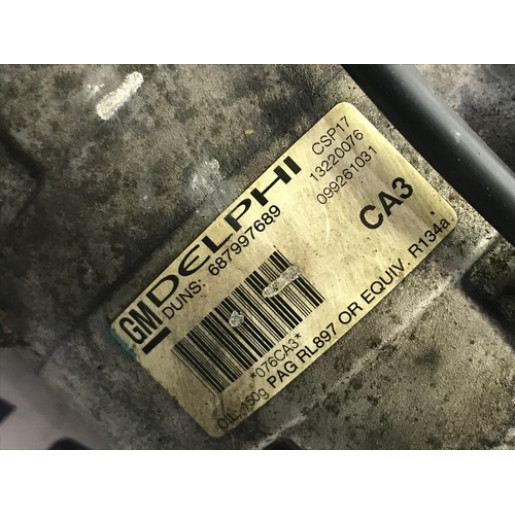 GM DELPHI CSP17
DUNS: 687997689 13220076
099261031
CA3
*076CA3*
OIL: 150g PAG RL897 OR EQUIV. R134a